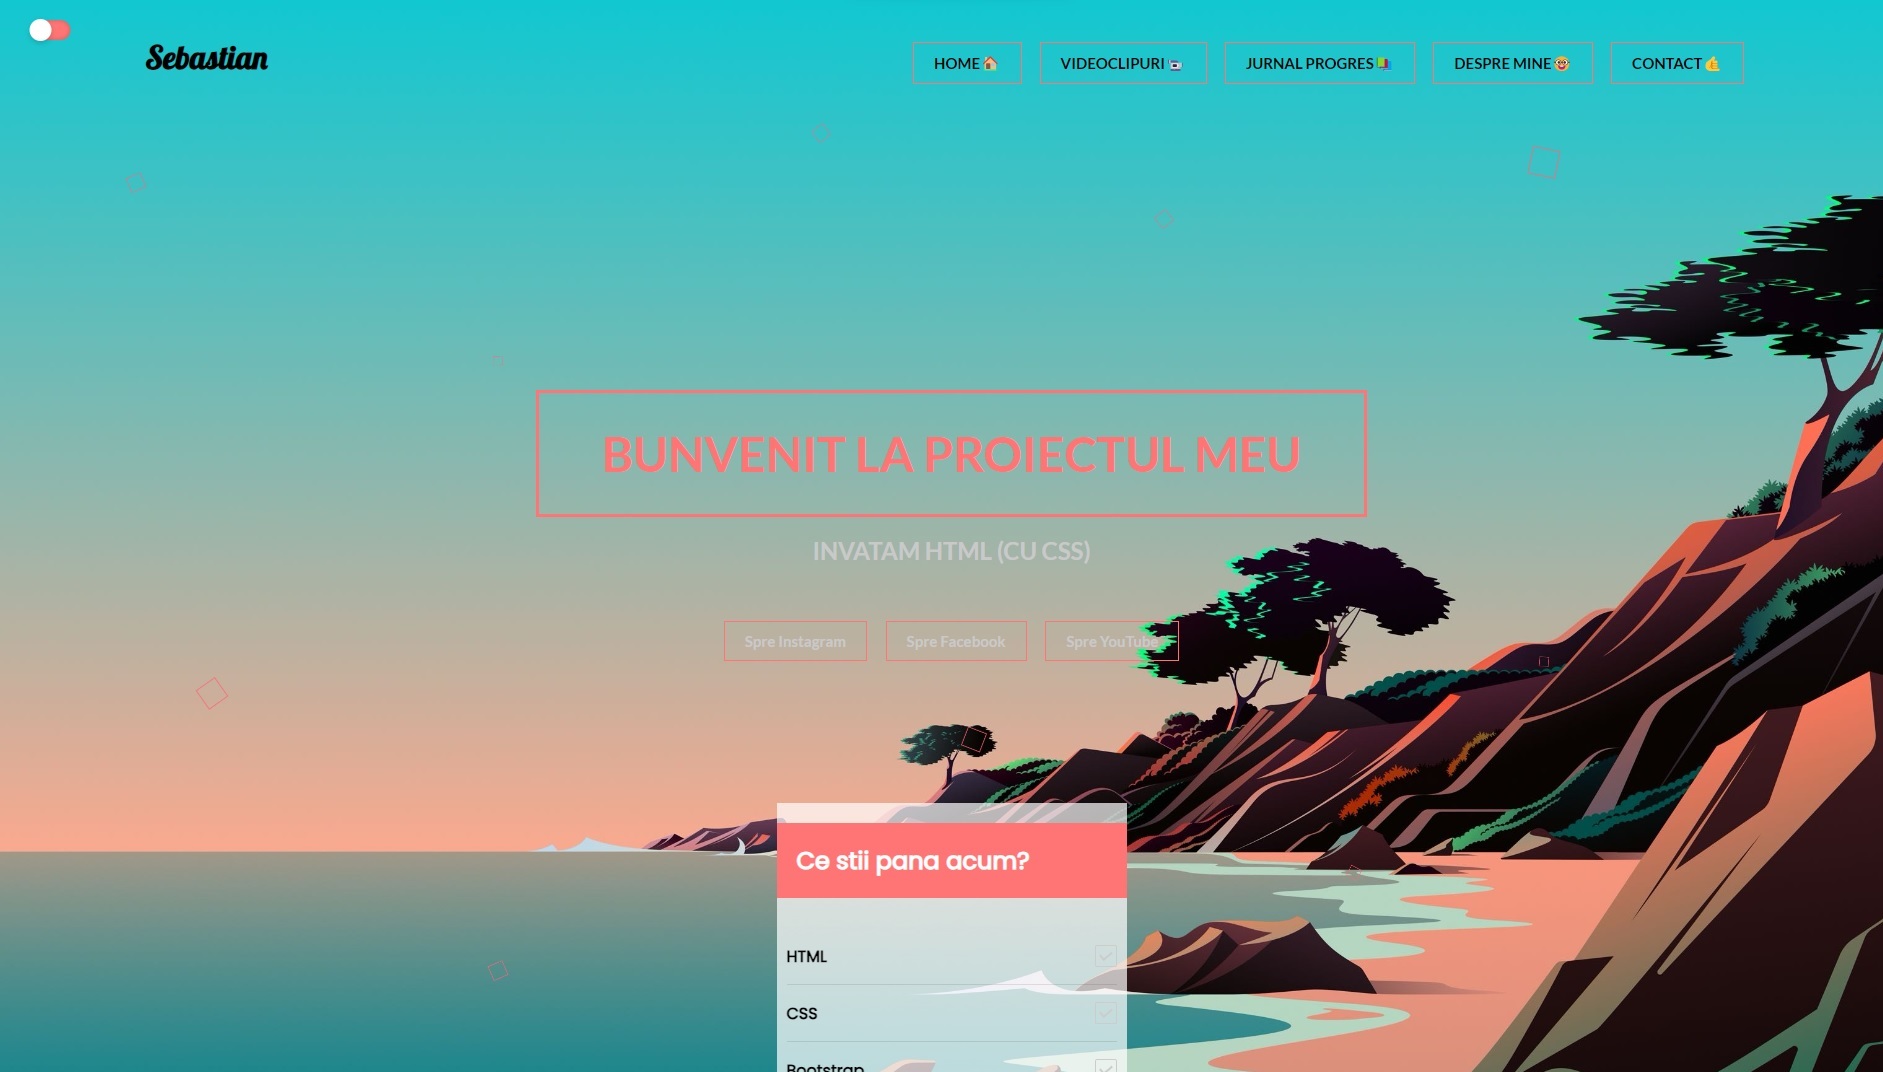 Sebastian
HOME VIDEOCLIPURI JURNAL PROGRES DESPRE MINE CONTACT
BUNVENIT LA PROIECTUL MEU
INVATAM HTML (CU CSS)
Spre Instagram Spre Facebook Spre YouTube
Ce stii pana acum?
HTML
CSS
Bootstrap